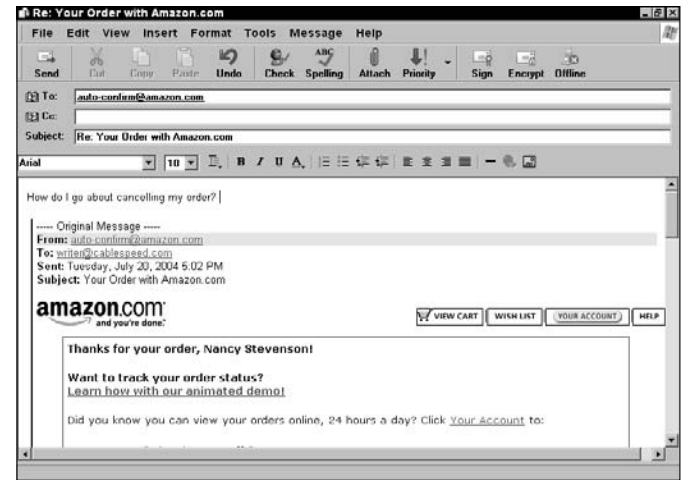 Re: Your Order with Amazon.com
File Edit View Insert Format Tools Message Help
Send Cut Copy Paste Undo Check Spelling Attach Priority Sign Encrypt Offline
ABC
To: auto-confirm@amazon.com
Cc:
Subject: Re: Your Order with Amazon.com
Arial 10 B I U A
How do I go about cancelling my order?
----- Original Message -----
From: auto-confirm@amazon.com
To: writer@cablespeed.com
Sent: Tuesday, July 20, 2004 5:02 PM
Subject: Your Order with Amazon.com
amazon.com
and you're done.
VIEW CART WISH LIST YOUR ACCOUNT HELP
Thanks for your order, Nancy Stevenson!
Want to track your order status?
Learn how with our animated demo!
Did you know you can view your orders online, 24 hours a day? Click Your Account to: